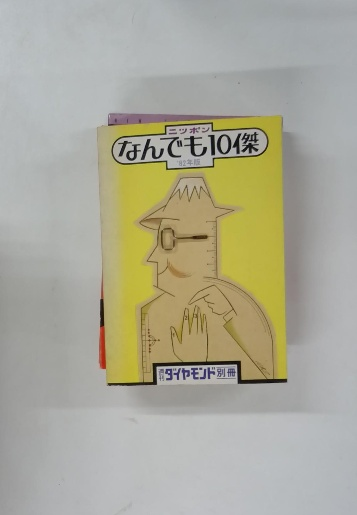 ニッポン
なんでも10傑
'82年版
週刊ダイヤモンド別冊